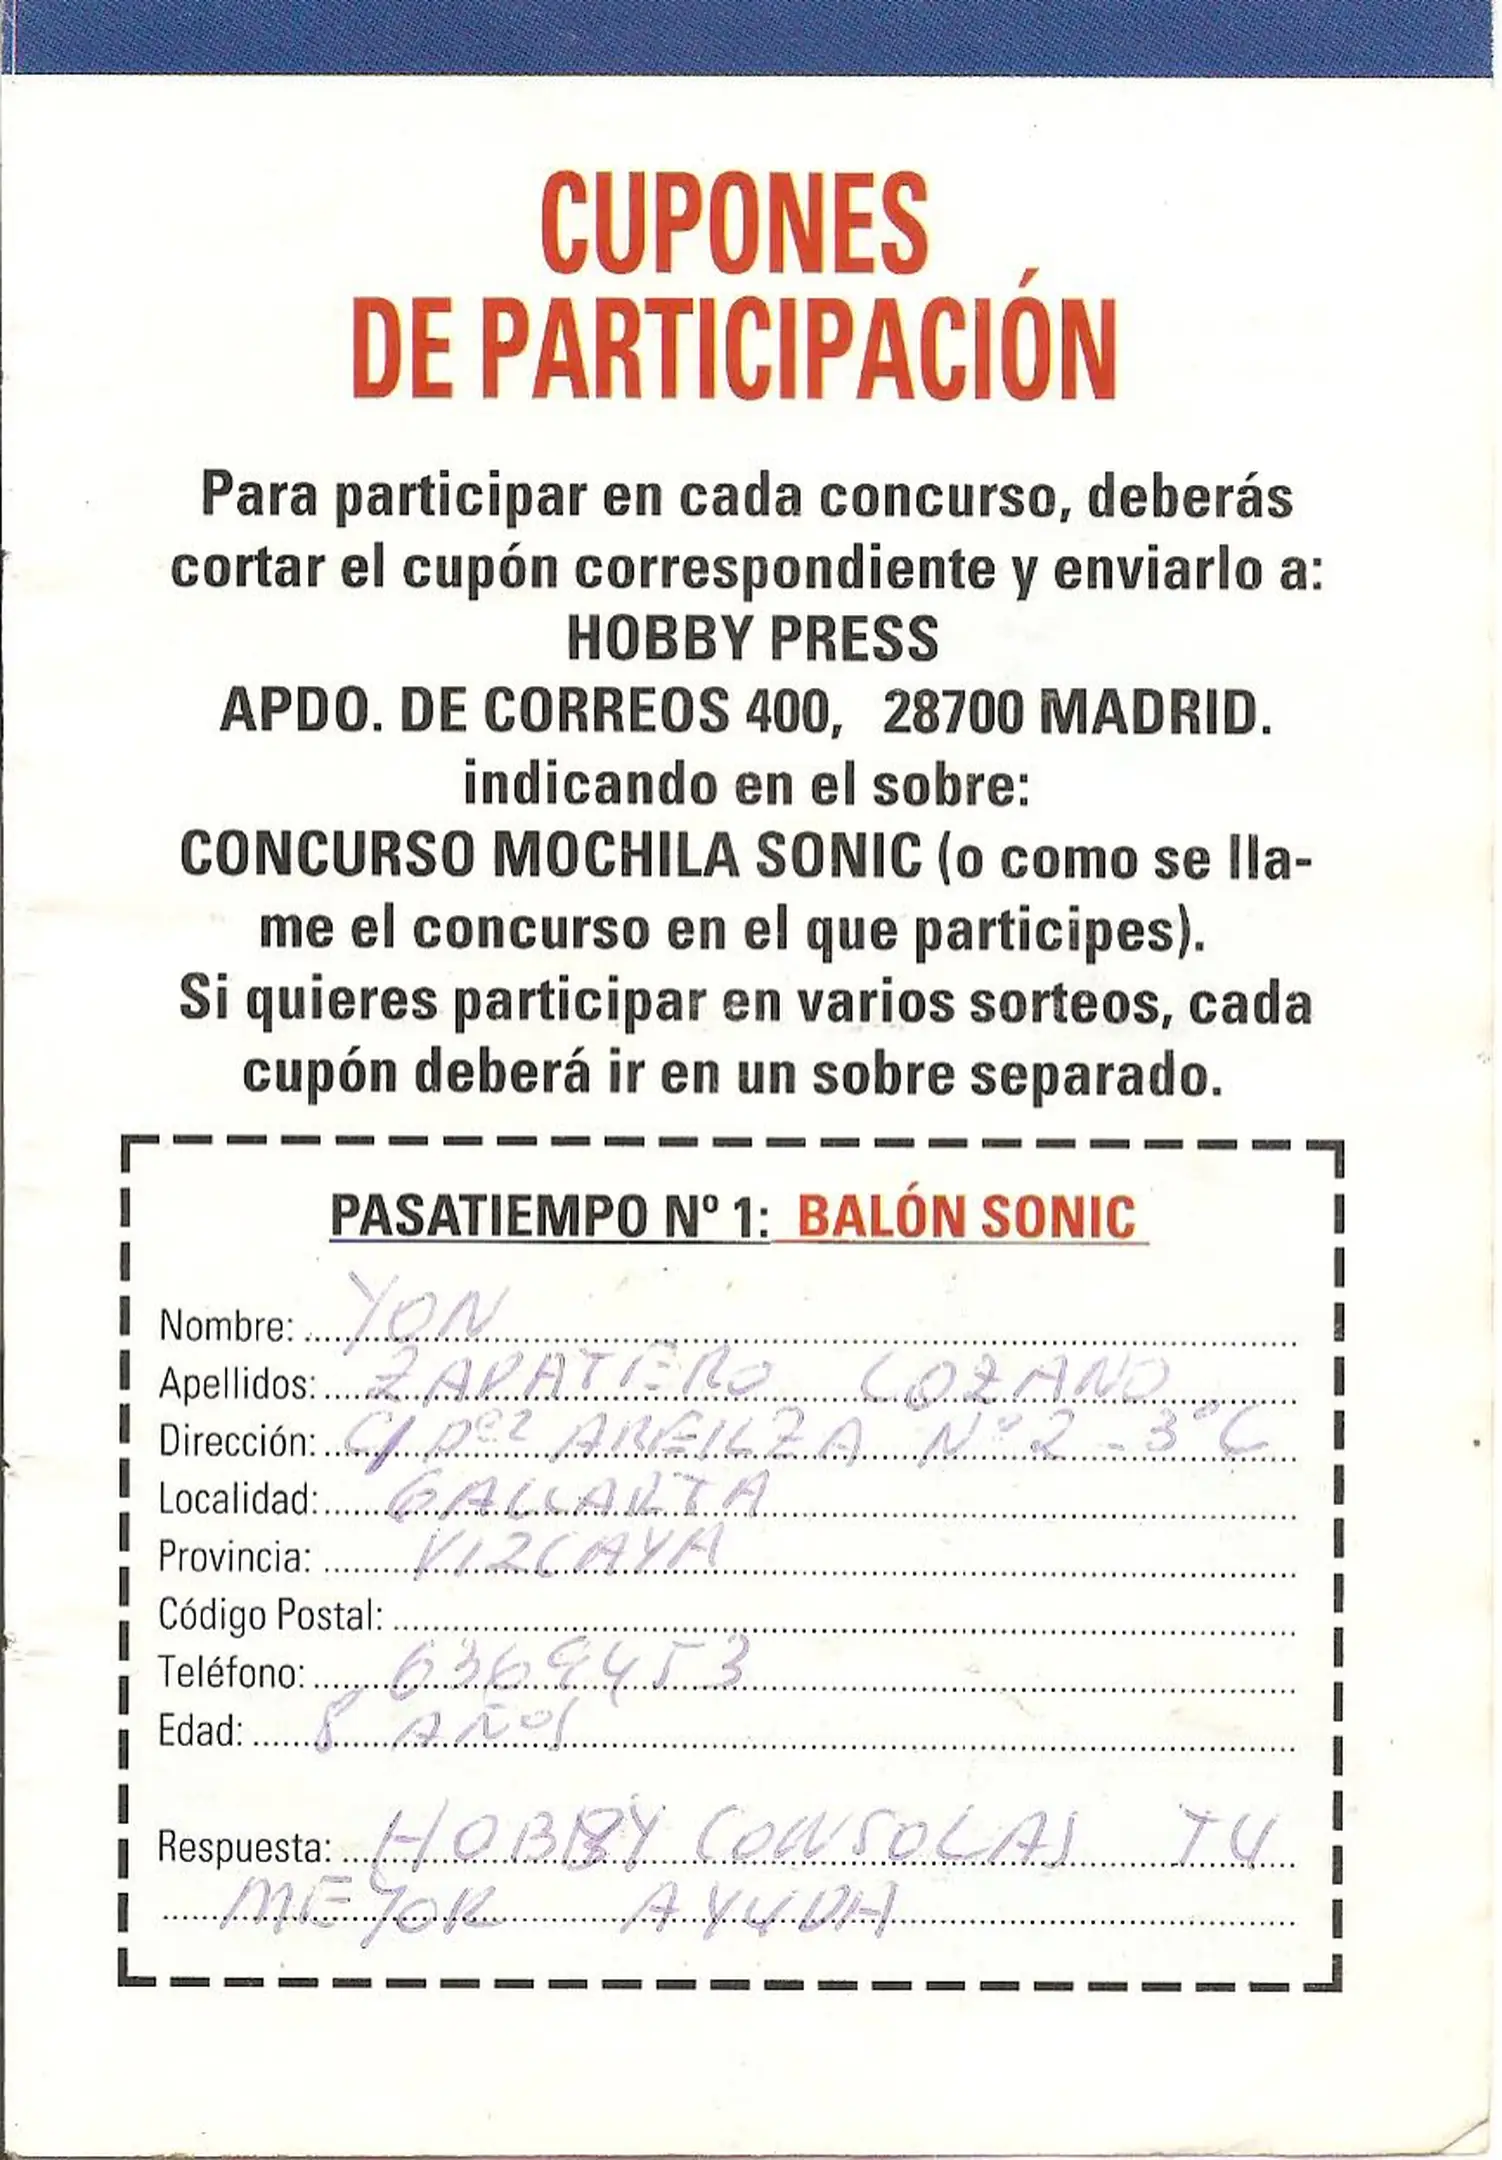 CUPONES
DE PARTICIPACIÓN
Para participar en cada concurso, deberás
cortar el cupón correspondiente y enviarlo a:
HOBBY PRESS
APDO. DE CORREOS 400, 28700 MADRID.
indicando en el sobre:
CONCURSO MOCHILA SONIC (o como se lla-
me el concurso en el que participes).
Si quieres participar en varios sorteos, cada
cupón deberá ir en un sobre separado.
PASATIEMPO Nº 1: BALÓN SONIC
Nombre: YON
Apellidos: ZAPATERO LOZANO
Dirección: C/ AREILZA Nº 2 - 3º C
Localidad: GALLARTA
Provincia: VIZCAYA
Código Postal:
Teléfono: 6369453
Edad: 8 AÑOS
Respuesta: HOBBY CONSOLAS TU
MEYOR AYUDA